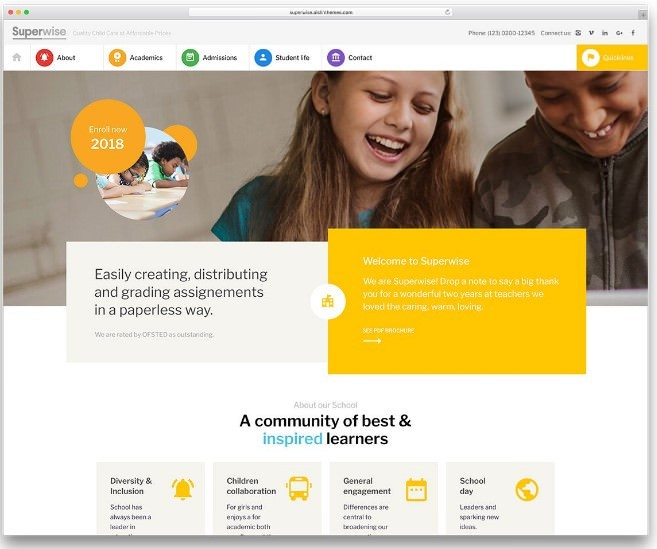 superwise.aislinthemes.com
Superwise Quality Child Care at Affordable Prices
Phone: (123) 0200-12345 Connect us:
About Academics Admissions Student life Contact Quicklinks
Enroll now
2018
Easily creating, distributing
and grading assignements
in a paperless way.
We are rated by OFSTED as outstanding.
Welcome to Superwise
We are Superwise! Drop a note to say a big thank
you for a wonderful two years at teachers we
loved the caring, warm, loving.
SEE PDF BROCHURE
About our School
A community of best &
inspired learners
Diversity &
Inclusion
School has
always been a
leader in
Children
collaboration
For girls and
enjoys a for
academic both
General
engagement
Differences are
central to
broadening our
School
day
Leaders and
sparking new
ideas.